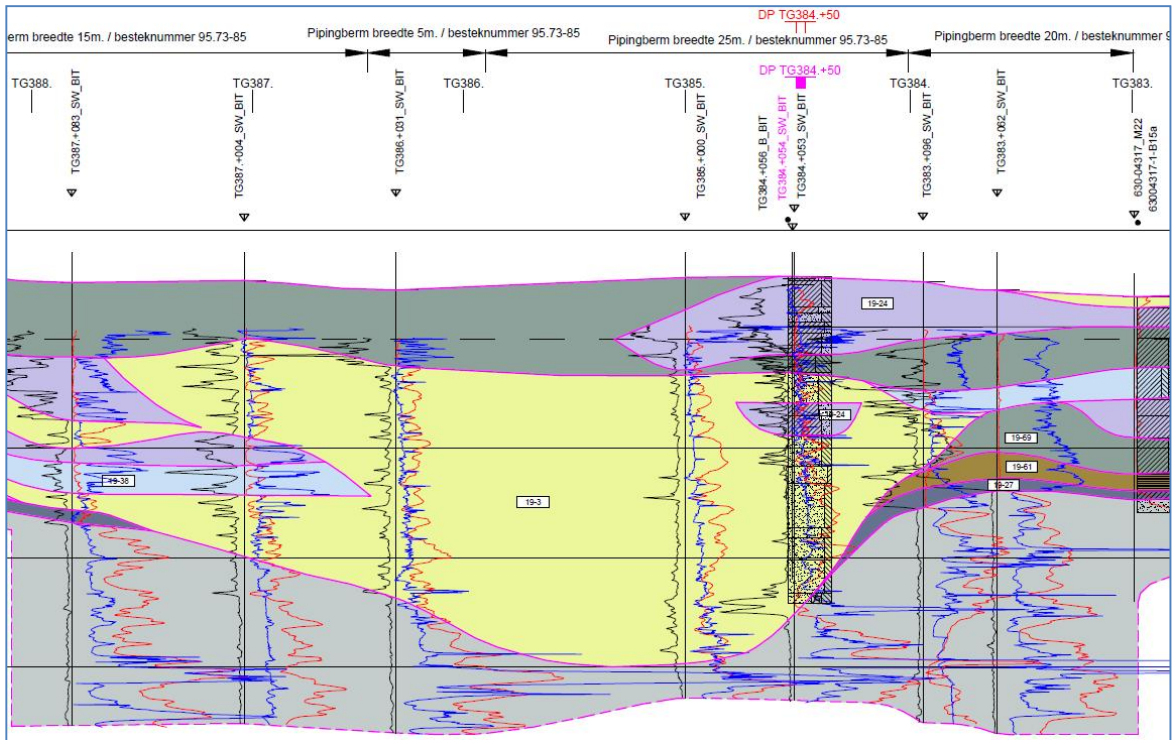 DP TG384.+50
erm breedte 15m. / besteknummer 95.73-85
Pipingberm breedte 5m. / besteknummer 95.73-85
Pipingberm breedte 25m. / besteknummer 95.73-85
Pipingberm breedte 20m. / besteknummer
DP TG384.+50
TG388.
TG387.
TG386.
TG385.
TG384.
TG383.
TG387.+083_SW_BIT
TG387.+004_SW_BIT
TG386.+031_SW_BIT
TG385.+000_SW_BIT
TG384.+056_B_BIT
TG384.+054_SW_BIT
TG384.+053_SW_BIT
TG383.+096_SW_BIT
TG383.+062_SW_BIT
630-04317_M22
63004317-1-B15a
19-24
19-69
19-38
19-61
19-27
19-3